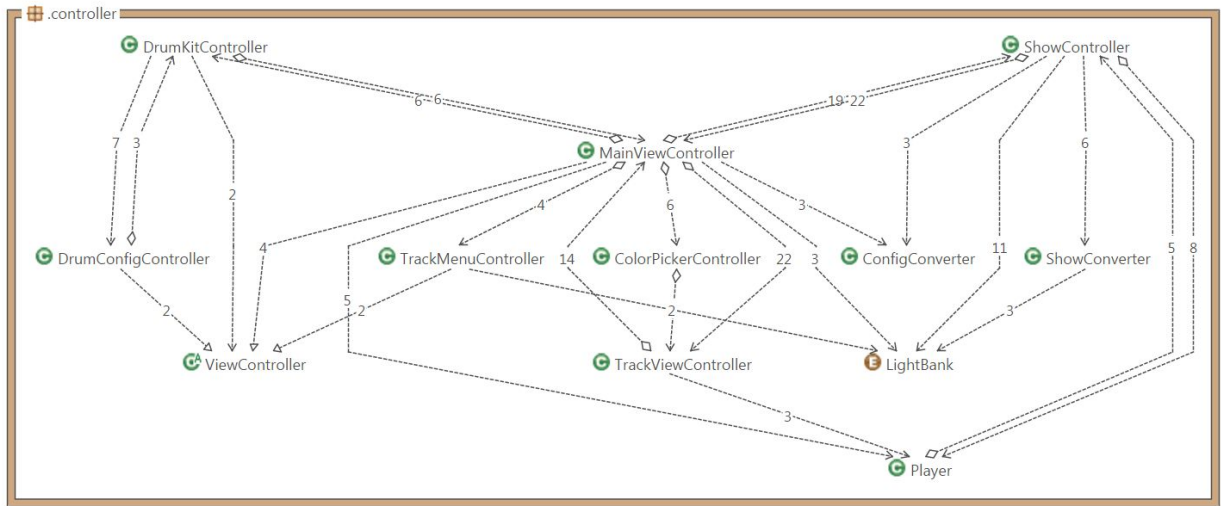 .controller
C DrumKitController
C ShowController
6 6
19 22
7
3
3
6
C MainViewController
2
4
6
3
C DrumConfigController
4
C TrackMenuController
14
C ColorPickerController
22
3
C ConfigConverter
11
C ShowConverter
5
8
2
5
2
2
3
C A ViewController
C TrackViewController
E LightBank
3
C Player